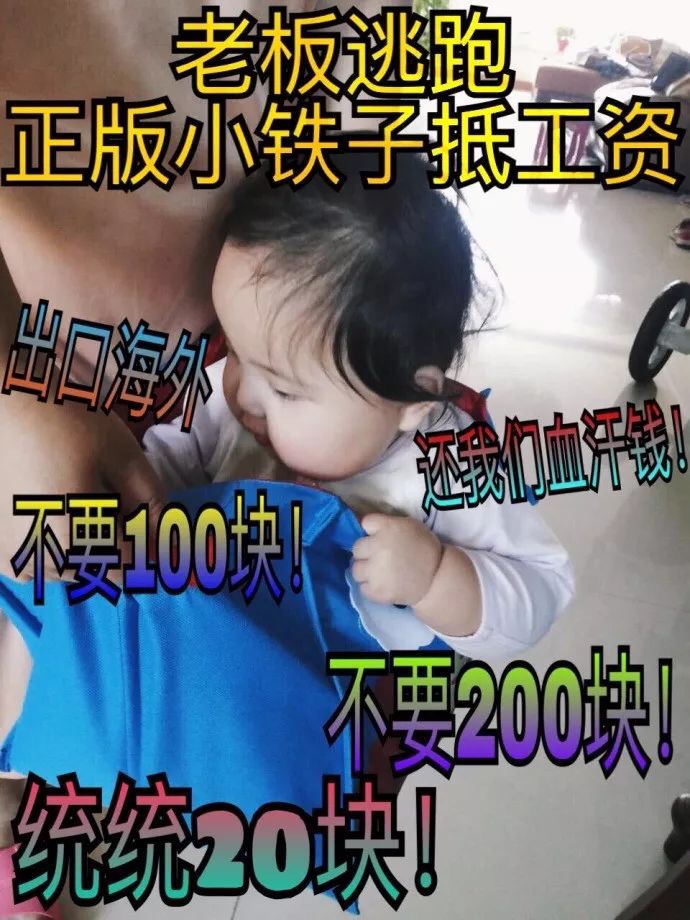 老板逃跑
正版小铁子抵工资
出口海外
还我们血汗钱！
不要100块！
不要200块！
统统20块！